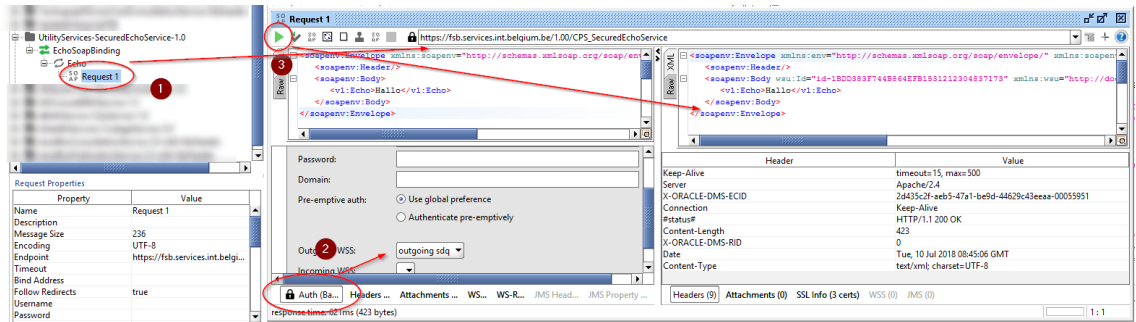 UtilityServices-SecuredEchoService-1.0
EchoSoapBinding
Echo
Request 1
1
Request Properties
Property Value
Name Request 1
Description
Message Size 236
Encoding UTF-8
Endpoint https://fsb.services.int.belgi...
Timeout
Bind Address
Follow Redirects true
Username
Password
Request 1
https://fsb.services.int.belgium.be/1.00/CPS_SecuredEchoService
3
Raw
<soapenv:Envelope xmlns:soapenv="http://schemas.xmlsoap.org/soap/env
<soapenv:Header/>
<soapenv:Body>
<v1:Echo>Hallo</v1:Echo>
</soapenv:Body>
</soapenv:Envelope>
XML
Raw
<soapenv:Envelope xmlns:env="http://schemas.xmlsoap.org/soap/envelope/" xmlns:soapenv
<soapenv:Header/>
<soapenv:Body wsu:Id="id-1BDD383F744B864EFB1531212304837173" xmlns:wsu="http://do
<v1:Echo>Hallo</v1:Echo>
</soapenv:Body>
</soapenv:Envelope>
Password:
Domain:
Pre-emptive auth: Use global preference
Authenticate pre-emptively
2
WSS: outgoing sdq
Incoming WSS:
Auth (Ba... Headers ... Attachments ... WS... WS-R... JMS Head... JMS Property ...
response time: 621ms (423 bytes)
Header Value
Keep-Alive timeout=15, max=500
Server Apache/2.4
X-ORACLE-DMS-ECID 2d435c2f-aeb5-47a1-be9d-44629c43eeaa-00055951
Connection Keep-Alive
#status# HTTP/1.1 200 OK
Content-Length 423
X-ORACLE-DMS-RID 0
Date Tue, 10 Jul 2018 08:45:06 GMT
Content-Type text/xml; charset=UTF-8
Headers (9) Attachments (0) SSL Info (3 certs) WSS (0) JMS (0)
1 : 1